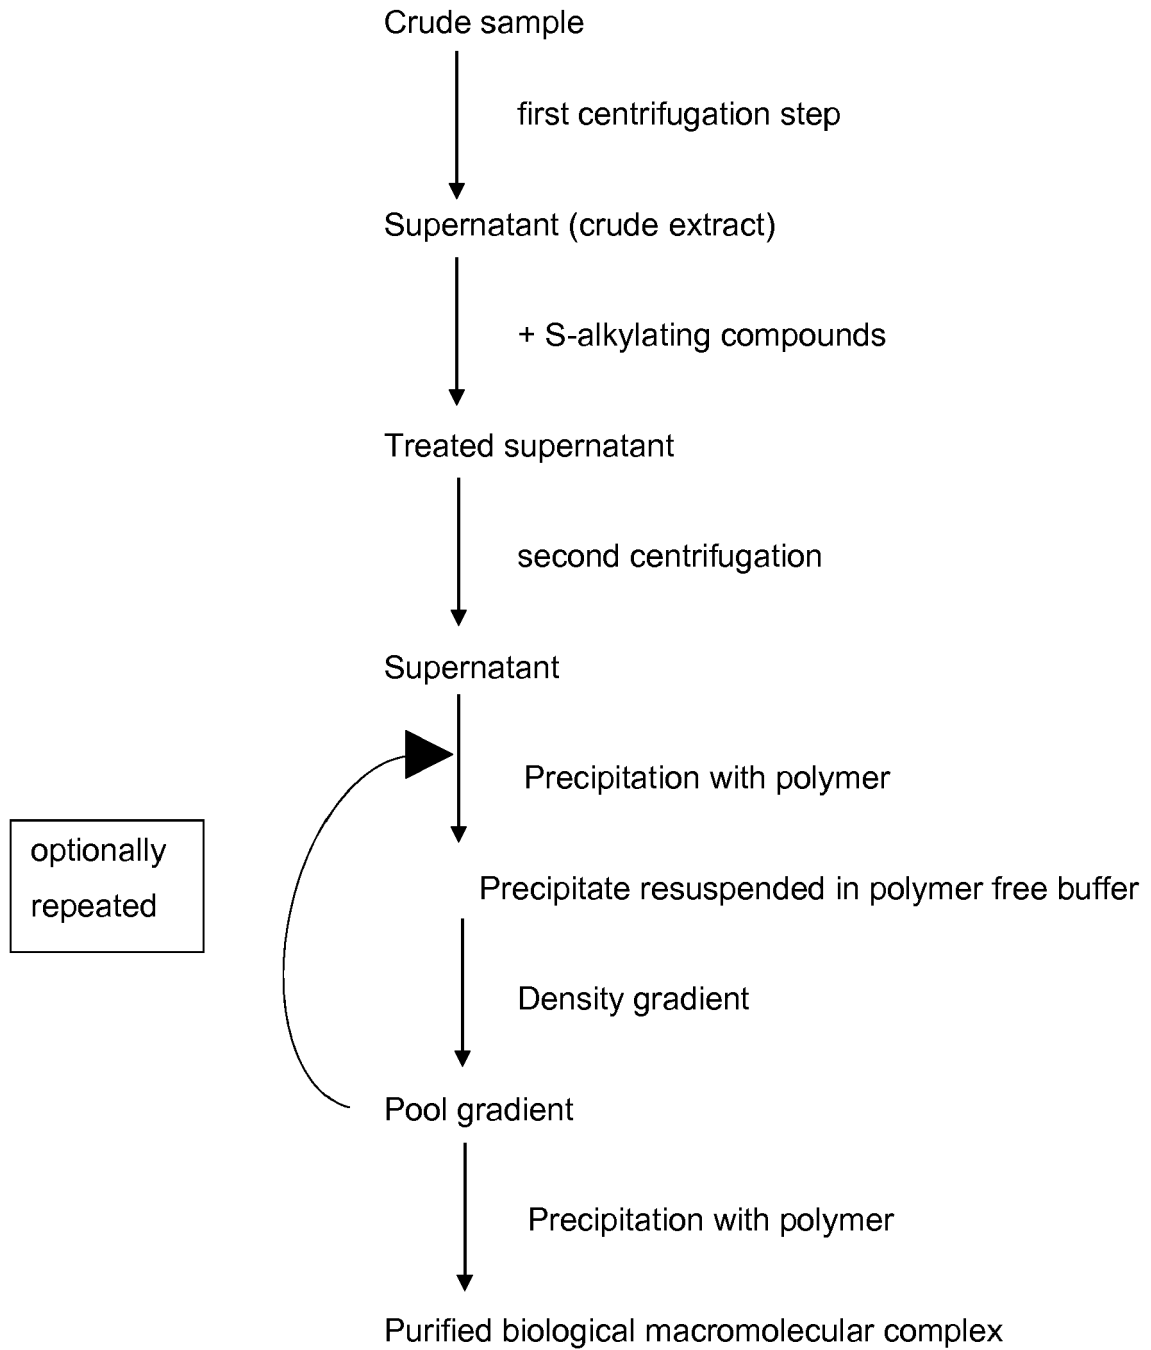 Crude sample
first centrifugation step
Supernatant (crude extract)
+ S-alkylating compounds
Treated supernatant
second centrifugation
Supernatant
Precipitation with polymer
optionally
repeated
Precipitate resuspended in polymer free buffer
Density gradient
Pool gradient
Precipitation with polymer
Purified biological macromolecular complex